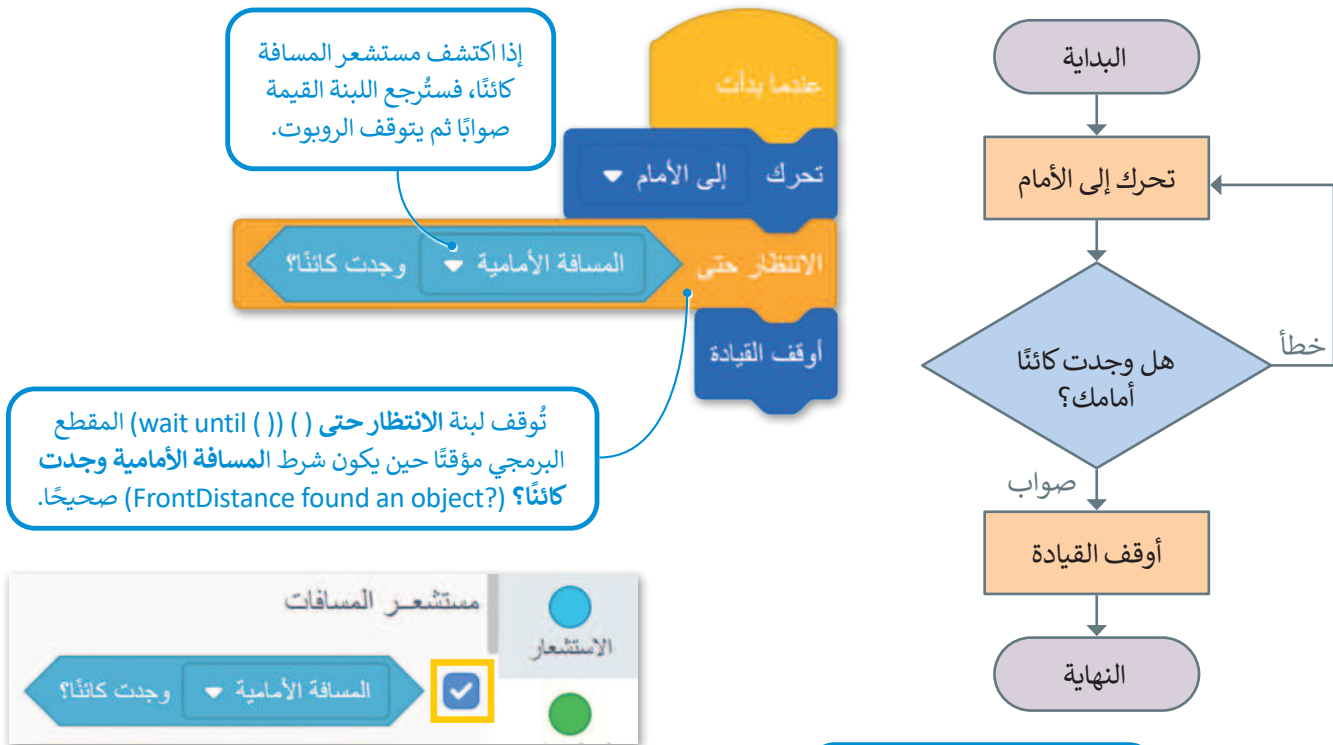 إذا اكتشف مستشعر المسافة
كائنًا، فستُرجع اللبنة القيمة
صوابًا ثم يتوقف الروبوت.
عندما بدأت
تحرك إلى الأمام
الانتظار حتى المسافة الأمامية وجدت كائنًا؟
أوقف القيادة
تُوقف لبنة الانتظار حتى ( ) (wait until ( )) المقطع
البرمجي مؤقتًا حين يكون شرط المسافة الأمامية وجدت
كائنًا؟ (FrontDistance found an object?) صحيحًا.
البداية
تحرك إلى الأمام
هل وجدت كائنًا
أمامك؟
خطأ
صواب
أوقف القيادة
النهاية
مستشعر المسافات
الاستشعار
المسافة الأمامية وجدت كائنًا؟